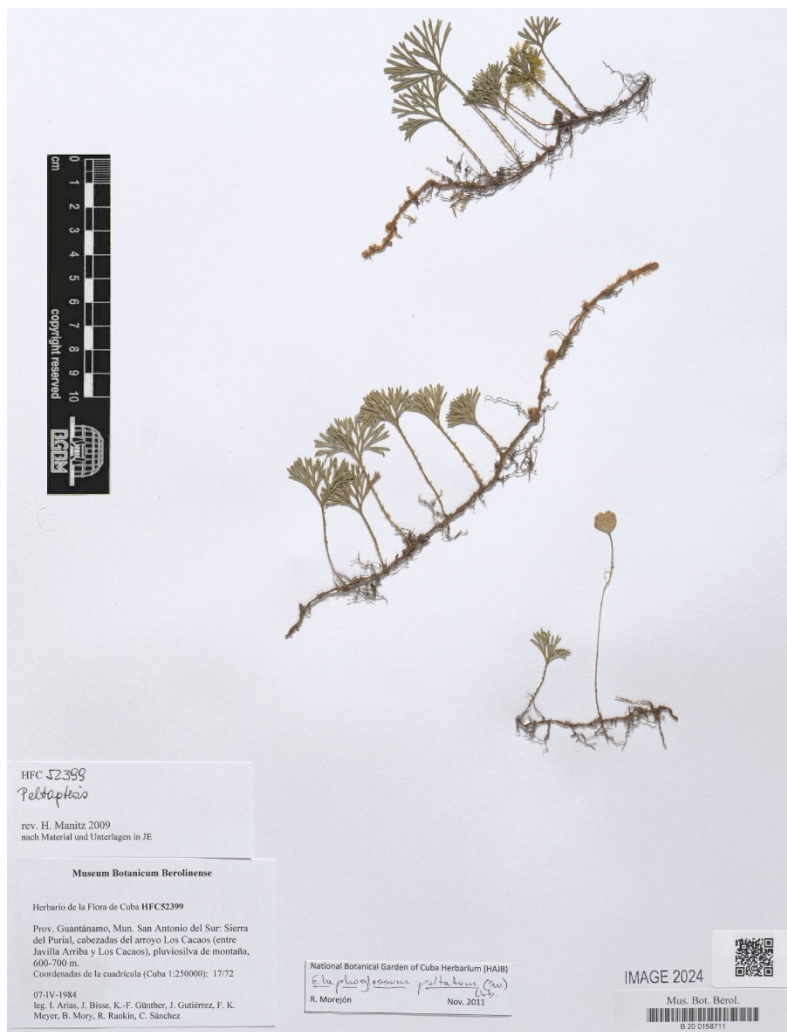 cm
0
1
2
3
4
5
6
7
8
9
10
copyright reserved
BGBM
HFC 52399
Peltapteris
rev. H. Manitz 2009
nach Material und Unterlagen in JE
Museum Botanicum Berolinense
Herbario de la Flora de Cuba HFC52399
Prov. Guantánamo, Mun. San Antonio del Sur: Sierra
del Purial, cabezadas del arroyo Los Cacaos (entre
Javilla Arriba y Los Cacaos), pluviosilva de montaña,
600-700 m.
Coordenadas de la cuadrícula (Cuba 1:250000): 17/72
07-IV-1984
leg. I. Arias, J. Bisse, K.-F. Günther, J. Gutiérrez, F. K.
Meyer, B. Mory, R. Rankin, C. Sánchez
National Botanical Garden of Cuba Herbarium (HAJB)
Elaphoglossum peltatum (Sw)
Urb.
R. Morejón Nov. 2011
IMAGE 2024
Mus. Bot. Berol.
B 20 0158711